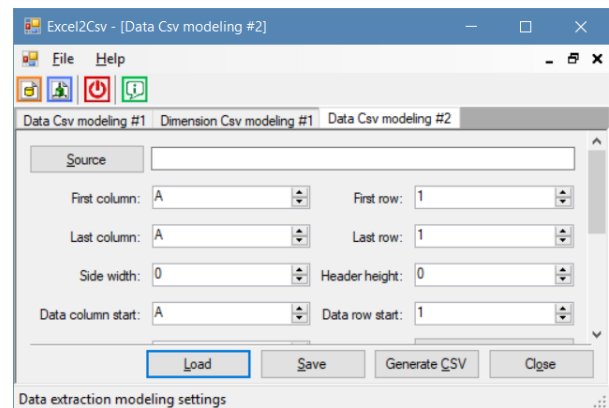 Excel2Csv - [Data Csv modeling #2]
File Help
Data Csv modeling #1 Dimension Csv modeling #1 Data Csv modeling #2
Source
First column: A First row: 1
Last column: A Last row: 1
Side width: 0 Header height: 0
Data column start: A Data row start: 1
Load Save Generate CSV Close
Data extraction modeling settings